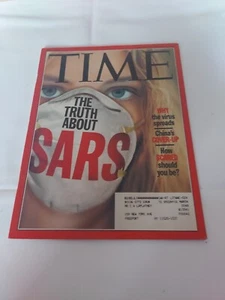 TIME
THE
TRUTH
ABOUT
SARS
WHY
the virus
spreads
China's
COVER-UP
How
SCARED
should
you be?